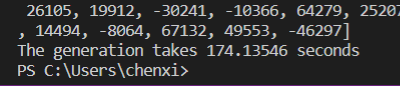 26105, 19912, -30241, -10366, 64279, 25207
, 14494, -8064, 67132, 49553, -46297]
The generation takes 174.13546 seconds
PS C:\Users\chenxi>